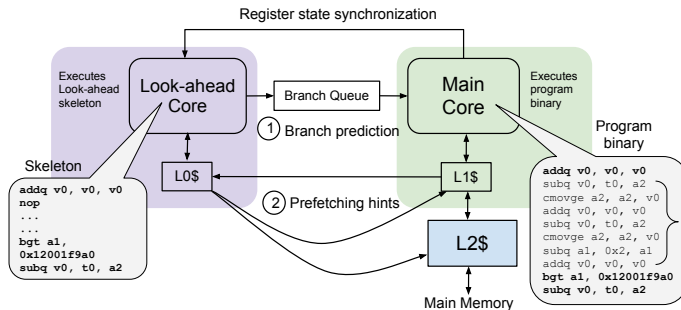 Register state synchronization
Executes
Look-ahead
skeleton
Look-ahead
Core
Branch Queue
Main
Core
Executes
program
binary
1 Branch prediction
Skeleton
addq v0, v0, v0
nop
...
...
bgt a1,
0x12001f9a0
subq v0, t0, a2
L0$
L1$
2 Prefetching hints
L2$
Main Memory
Program
binary
addq v0, v0, v0
subq v0, t0, a2
cmovge a2, a2, v0
addq v0, v0, v0
subq v0, t0, a2
cmovge a2, a2, v0
subq a1, 0x2, a1
addq v0, v0, v0
bgt a1, 0x12001f9a0
subq v0, t0, a2